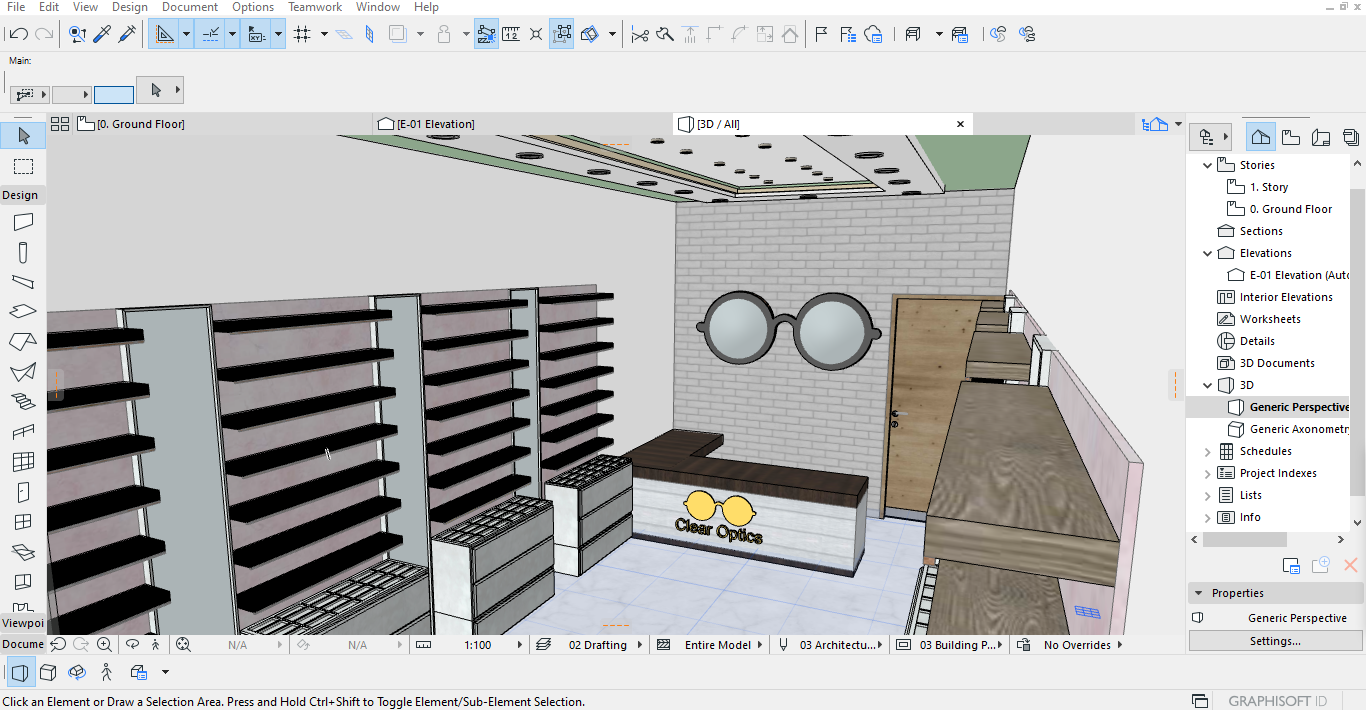 File Edit View Design Document Options Teamwork Window Help
1 2
XY:
Main:
[0. Ground Floor] [E-01 Elevation] [3D / All]
Stories
1. Story
0. Ground Floor
Sections
Elevations
E-01 Elevation (Auto
Interior Elevations
Worksheets
Details
3D Documents
3D
Generic Perspective
Generic Axonometr
Schedules
Project Indexes
Lists
Info
Properties
Generic Perspective
Settings...
Design
Clear Optics
Viewpoi
Docume N/A N/A 1:100 02 Drafting Entire Model 03 Architectu... 03 Building P... No Overrides
Click an Element or Draw a Selection Area. Press and Hold Ctrl+Shift to Toggle Element/Sub-Element Selection.
GRAPHISOFT ID